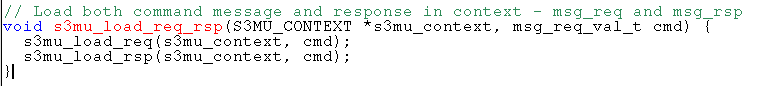 // Load both command message and response in context - msg_req and msg_rsp
void s3mu_load_req_rsp(S3MU_CONTEXT *s3mu_context, msg_req_val_t cmd) {
  s3mu_load_req(s3mu_context, cmd);
  s3mu_load_rsp(s3mu_context, cmd);
}